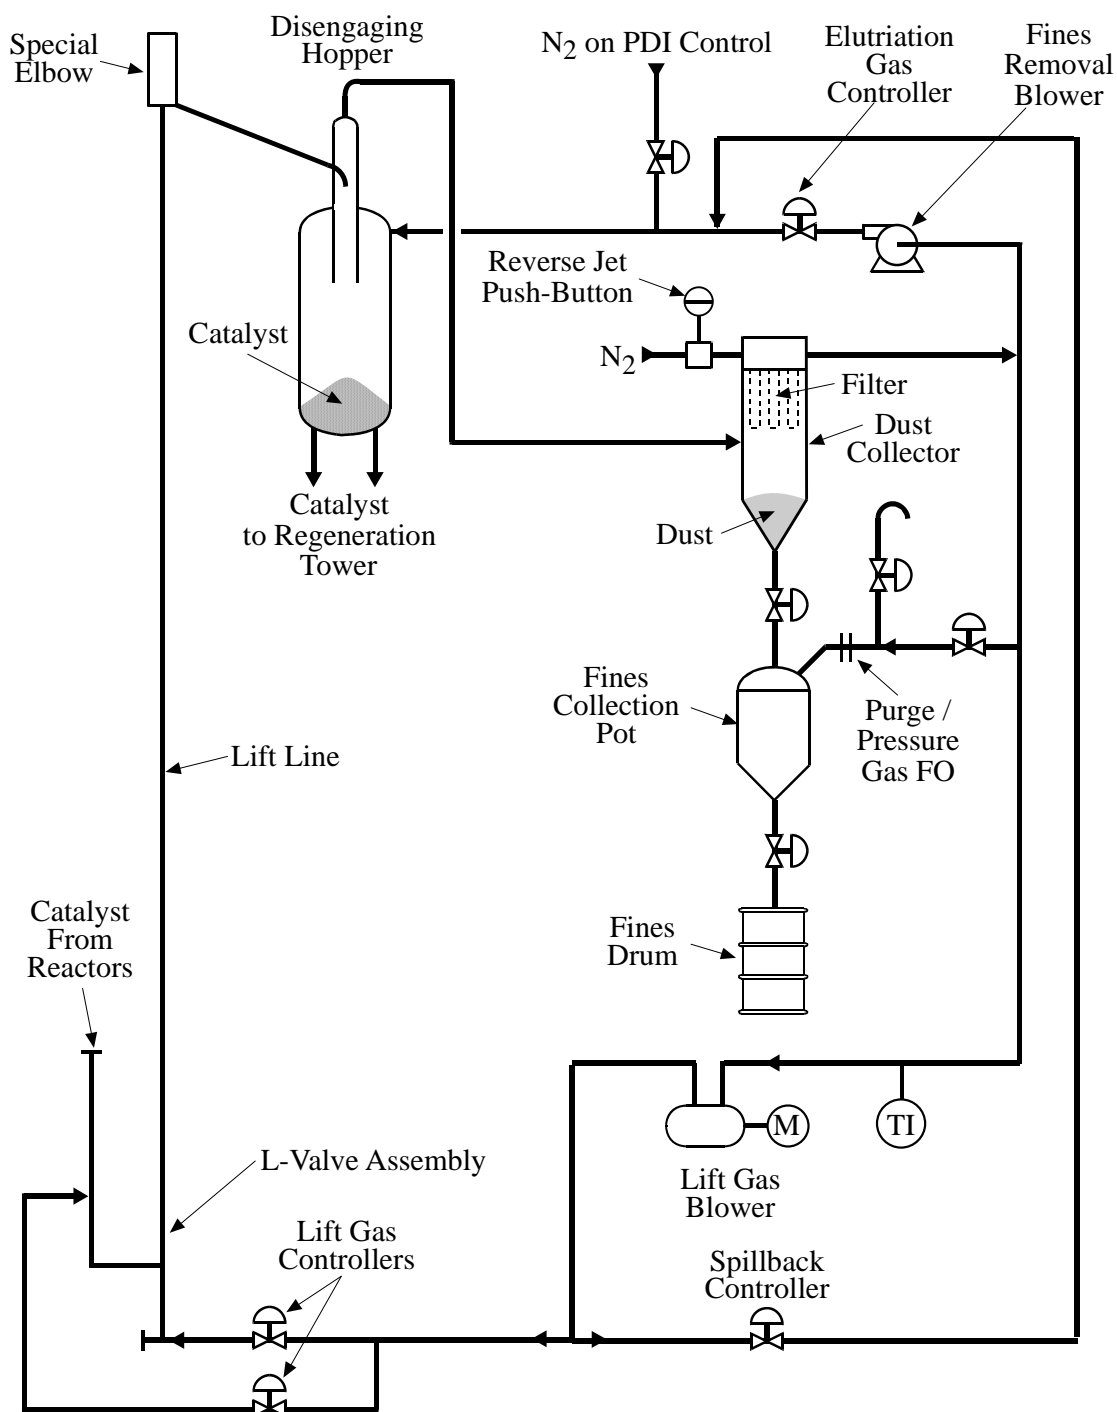 Special
Elbow
Disengaging
Hopper
N2 on PDI Control
Elutriation
Gas
Controller
Fines
Removal
Blower
Reverse Jet
Push-Button
Catalyst
N2
Filter
Dust
Collector
Catalyst
to Regeneration
Tower
Dust
Fines
Collection
Pot
Purge /
Pressure
Gas FO
Lift Line
Catalyst
From
Reactors
Fines
Drum
M
TI
L-Valve Assembly
Lift Gas
Blower
Lift Gas
Controllers
Spillback
Controller